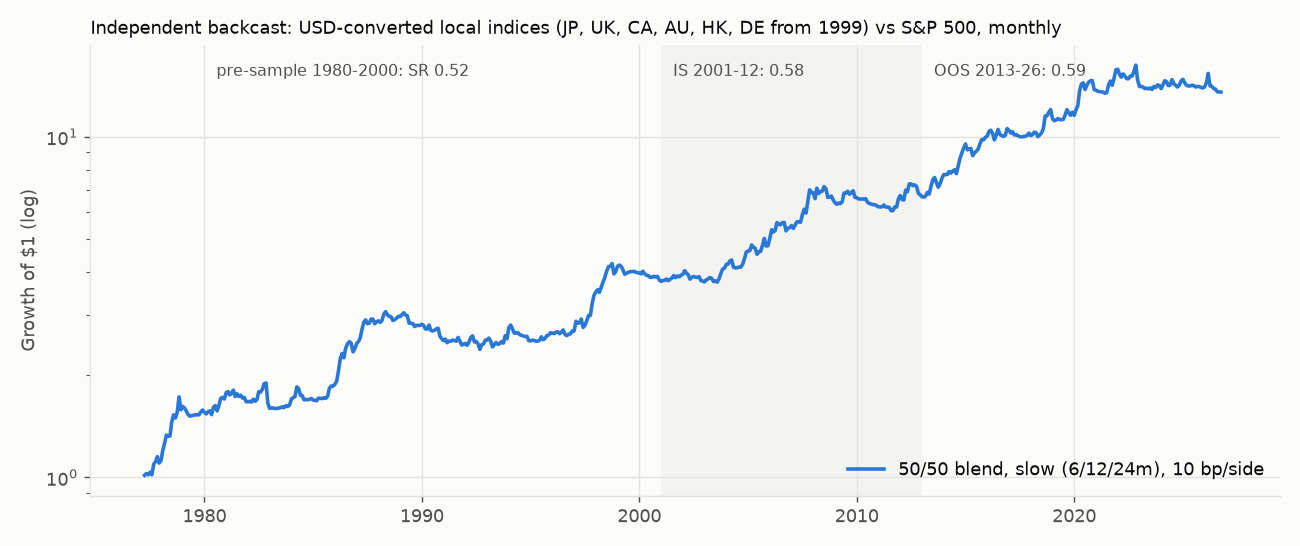 Independent backcast: USD-converted local indices (JP, UK, CA, AU, HK, DE from 1999) vs S&P 500, monthly
pre-sample 1980-2000: SR 0.52
IS 2001-12: 0.58
OOS 2013-26: 0.59
Growth of $1 (log)
10¹
10⁰
50/50 blend, slow (6/12/24m), 10 bp/side
1980
1990
2000
2010
2020